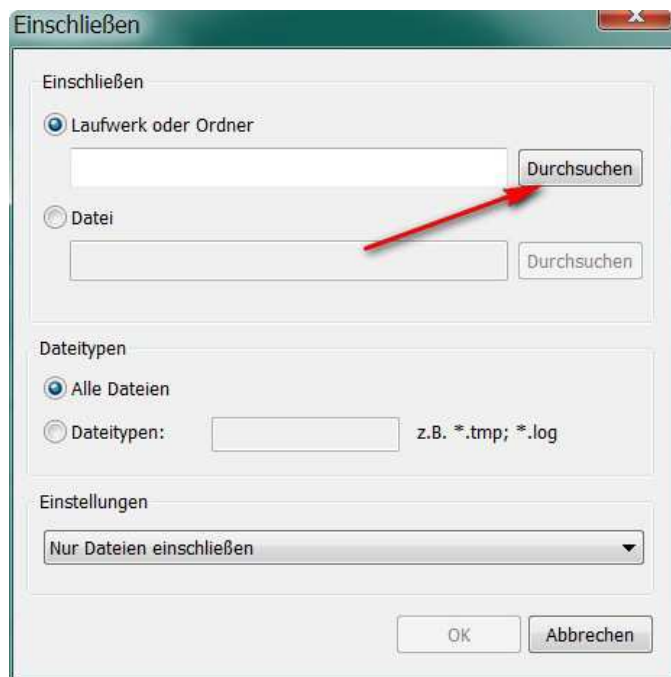 Einschließen
Einschließen
Laufwerk oder Ordner
Durchsuchen
Datei
Durchsuchen
Dateitypen
Alle Dateien
Dateitypen: z.B. *.tmp; *.log
Einstellungen
Nur Dateien einschließen
OK Abbrechen